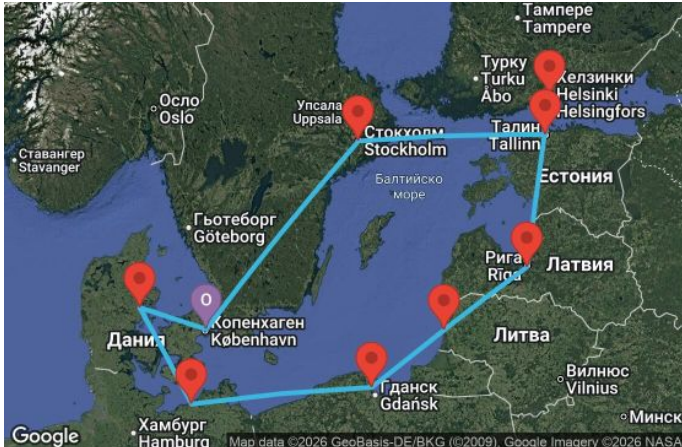 Тампере
Tampere
Турку
Turku
Åbo
Хелзинки
Helsinki
Helsingfors
Осло
Oslo
Упсала
Uppsala
Стокхолм
Stockholm
Талин
Tallinn
Ставангер
Stavanger
Естония
Балтийско
море
Гьотеборг
Göteborg
Рига
Rīga
Латвия
O
Копенхаген
København
Дания
Литва
Вилнюс
Vilnius
Гданск
Gdańsk
Минск
Хамбург
Hamburg
Google
Map data ©2026 GeoBasis-DE/BKG (©2009), Google Imagery ©2026 NASA